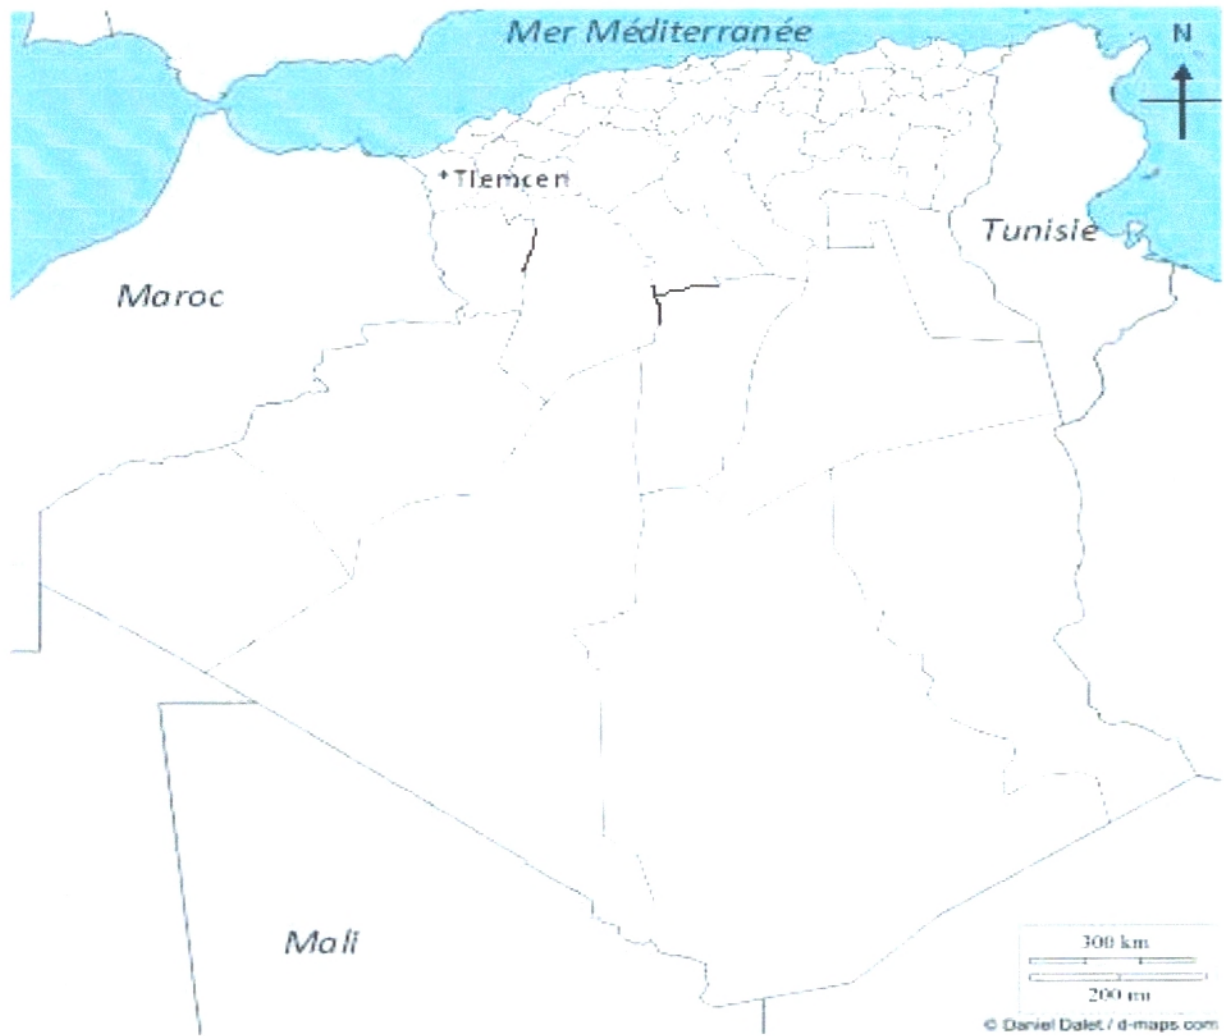 Mer Méditerranée
N
Tlemcen
Tunisie
Maroc
Mali
300 km
200 mi
© Daniel Dalet / d-maps.com